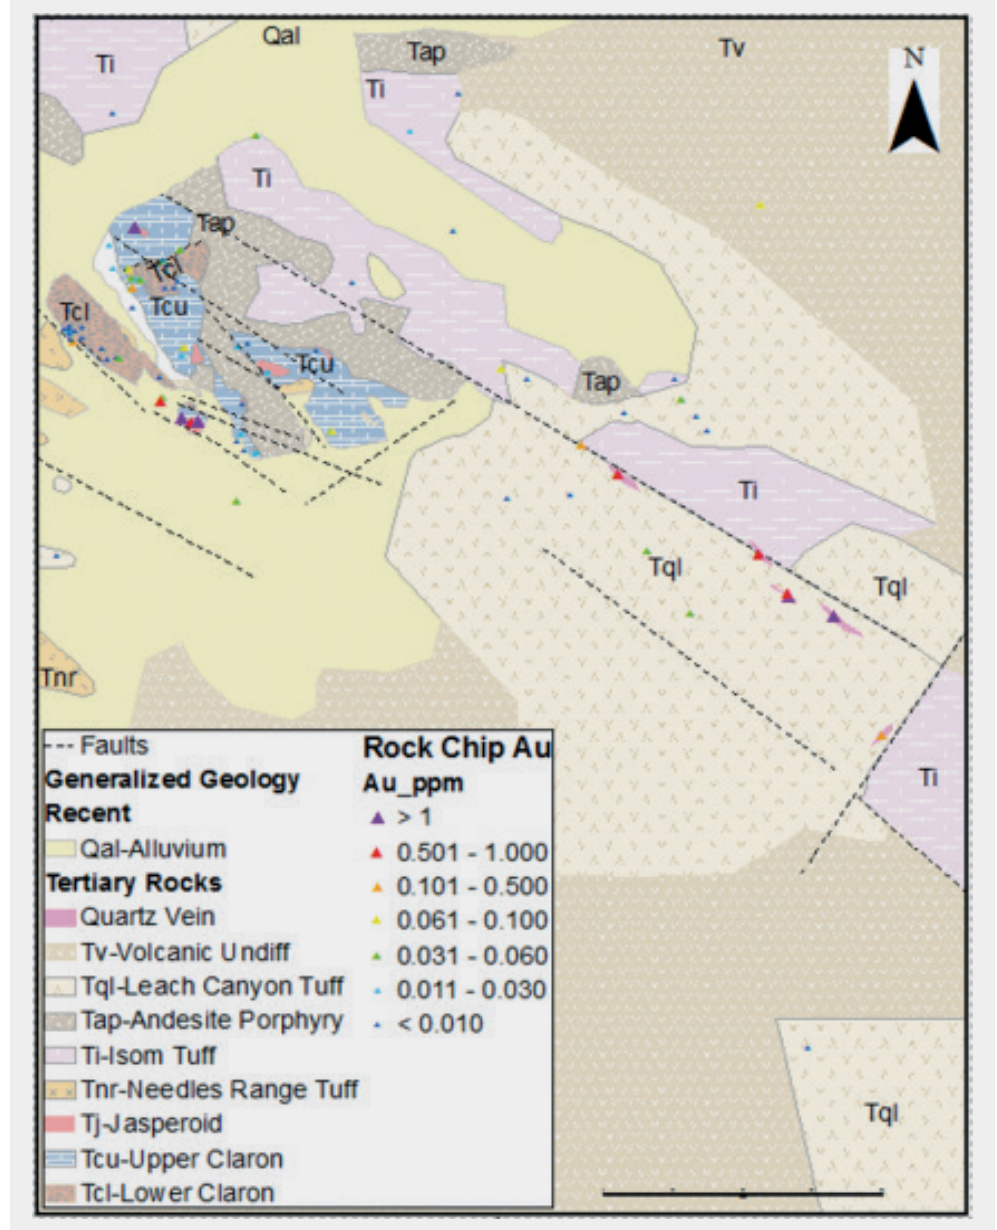 Qal
Tap
Tv
N
Ti
Ti
Ti
Tap
Tcl
Tcl
Tcu
Tcu
Tap
Ti
Tql
Tql
Tnr
Ti
Tql
Faults
Generalized Geology
Recent
Qal-Alluvium
Tertiary Rocks
Quartz Vein
Tv-Volcanic Undiff
Tql-Leach Canyon Tuff
Tap-Andesite Porphyry
Ti-Isom Tuff
Tnr-Needles Range Tuff
Tj-Jasperoid
Tcu-Upper Claron
Tcl-Lower Claron
Rock Chip Au
Au_ppm
> 1
0.501 - 1.000
0.101 - 0.500
0.061 - 0.100
0.031 - 0.060
0.011 - 0.030
< 0.010